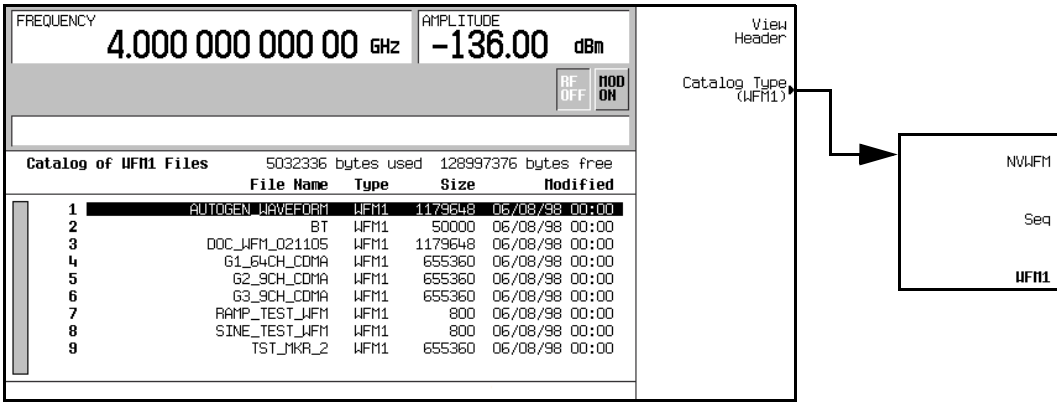 FREQUENCY
4.000 000 000 00 GHz
AMPLITUDE
-136.00 dBm
RF OFF
MOD ON
View Header
Catalog Type (WFM1)
NVWFM
Seq
WFM1
Catalog of WFM1 Files 5032336 bytes used 128997376 bytes free
File Name Type Size Modified
1 AUTOGEN_WAVEFORM WFM1 1179648 06/08/98 00:00
2 BT WFM1 50000 06/08/98 00:00
3 DOC_WFM_021105 WFM1 1179648 06/08/98 00:00
4 G1_64CH_CDMA WFM1 655360 06/08/98 00:00
5 G2_9CH_CDMA WFM1 655360 06/08/98 00:00
6 G3_9CH_CDMA WFM1 655360 06/08/98 00:00
7 RAMP_TEST_WFM WFM1 800 06/08/98 00:00
8 SINE_TEST_WFM WFM1 800 06/08/98 00:00
9 TST_MKR_2 WFM1 655360 06/08/98 00:00